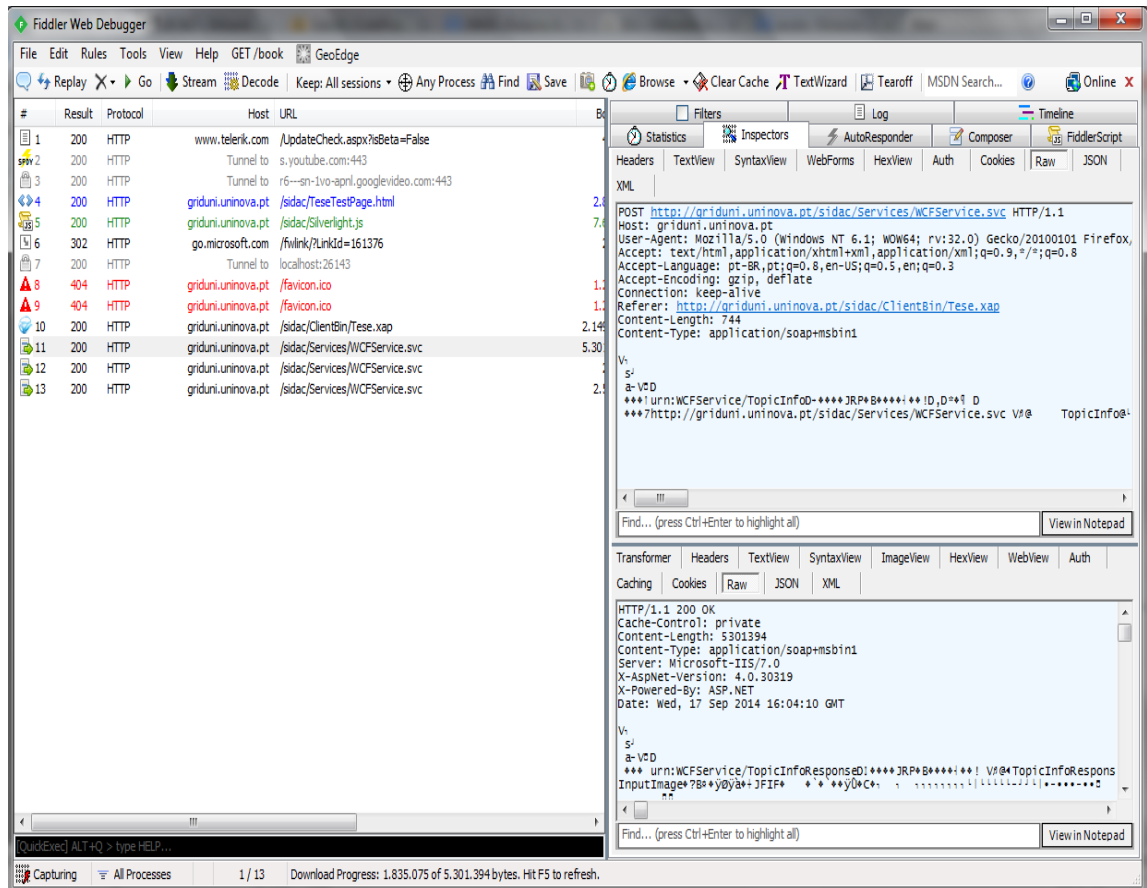 Fiddler Web Debugger
File Edit Rules Tools View Help GET /book GeoEdge
Replay X Go Stream Decode Keep: All sessions Any Process Find Save Browse Clear Cache TextWizard Tearoff MSDN Search... Online X
# Result Protocol Host URL
1 200 HTTP www.telerik.com /UpdateCheck.aspx?isBeta=False
2 200 HTTP Tunnel to s.youtube.com:443
3 200 HTTP Tunnel to r6---sn-1vo-apnl.googlevideo.com:443
4 200 HTTP griduni.uninova.pt /sidac/TeseTestPage.html
5 200 HTTP griduni.uninova.pt /sidac/Silverlight.js
6 302 HTTP go.microsoft.com /fwlink/?LinkId=161376
7 200 HTTP Tunnel to localhost:26143
8 404 HTTP griduni.uninova.pt /favicon.ico
9 404 HTTP griduni.uninova.pt /favicon.ico
10 200 HTTP griduni.uninova.pt /sidac/ClientBin/Tese.xap 2.149
11 200 HTTP griduni.uninova.pt /sidac/Services/WCFService.svc 5.301
12 200 HTTP griduni.uninova.pt /sidac/Services/WCFService.svc
13 200 HTTP griduni.uninova.pt /sidac/Services/WCFService.svc
[QuickExec] ALT+Q > type HELP...
Filters Log Timeline
Statistics Inspectors AutoResponder Composer FiddlerScript
Headers TextView SyntaxView WebForms HexView Auth Cookies Raw JSON
XML
POST http://griduni.uninova.pt/sidac/Services/WCFService.svc HTTP/1.1
Host: griduni.uninova.pt
User-Agent: Mozilla/5.0 (Windows NT 6.1; WOW64; rv:32.0) Gecko/20100101 Firefox,
Accept: text/html,application/xhtml+xml,application/xml;q=0.9,*/*;q=0.8
Accept-Language: pt-BR,pt;q=0.8,en-US;q=0.5,en;q=0.3
Accept-Encoding: gzip, deflate
Connection: keep-alive
Referer: http://griduni.uninova.pt/sidac/ClientBin/Tese.xap
Content-Length: 744
Content-Type: application/soap+msbin1
urn:WCFService/TopicInfo
http://griduni.uninova.pt/sidac/Services/WCFService.svc TopicInfo
Find... (press Ctrl+Enter to highlight all) View in Notepad
Transformer Headers TextView SyntaxView ImageView HexView WebView Auth
Caching Cookies Raw JSON XML
HTTP/1.1 200 OK
Cache-Control: private
Content-Length: 5301394
Content-Type: application/soap+msbin1
Server: Microsoft-IIS/7.0
X-AspNet-Version: 4.0.30319
X-Powered-By: ASP.NET
Date: Wed, 17 Sep 2014 16:04:10 GMT
urn:WCFService/TopicInfoResponse TopicInfoRespons
InputImage JFIF
Find... (press Ctrl+Enter to highlight all) View in Notepad
Capturing All Processes 1 / 13 Download Progress: 1.835.075 of 5.301.394 bytes. Hit F5 to refresh.